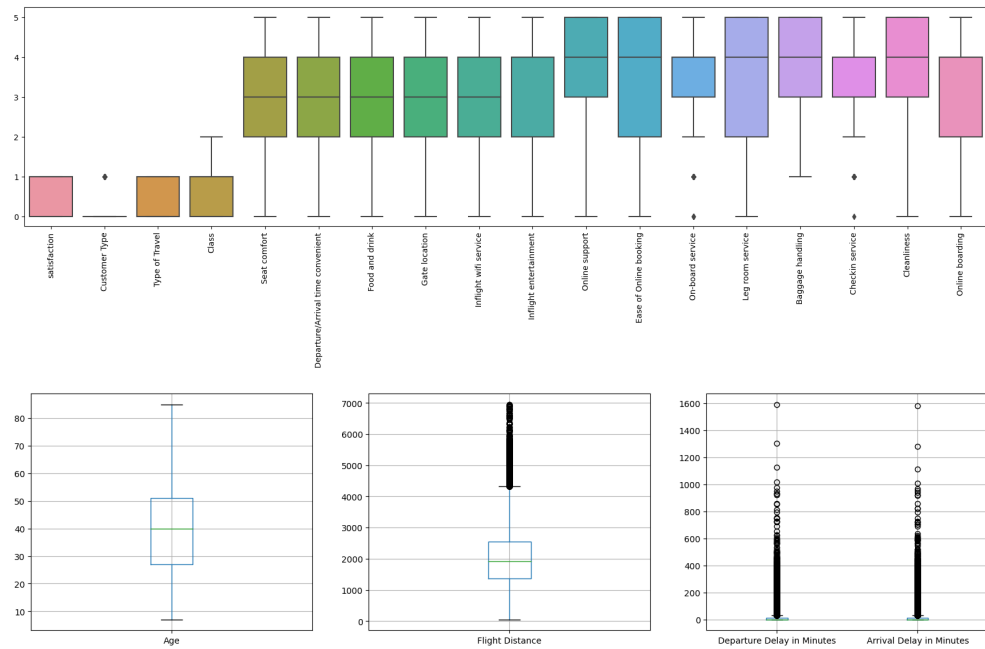 5
4
3
2
1
0
satisfaction
Customer Type
Type of Travel
Class
Seat comfort
Departure/Arrival time convenient
Food and drink
Gate location
Inflight wifi service
Inflight entertainment
Online support
Ease of Online booking
On-board service
Leg room service
Baggage handling
Checkin service
Cleanliness
Online boarding
80
70
60
50
40
30
20
10
Age
7000
6000
5000
4000
3000
2000
1000
0
Flight Distance
1600
1400
1200
1000
800
600
400
200
0
Departure Delay in Minutes
Arrival Delay in Minutes